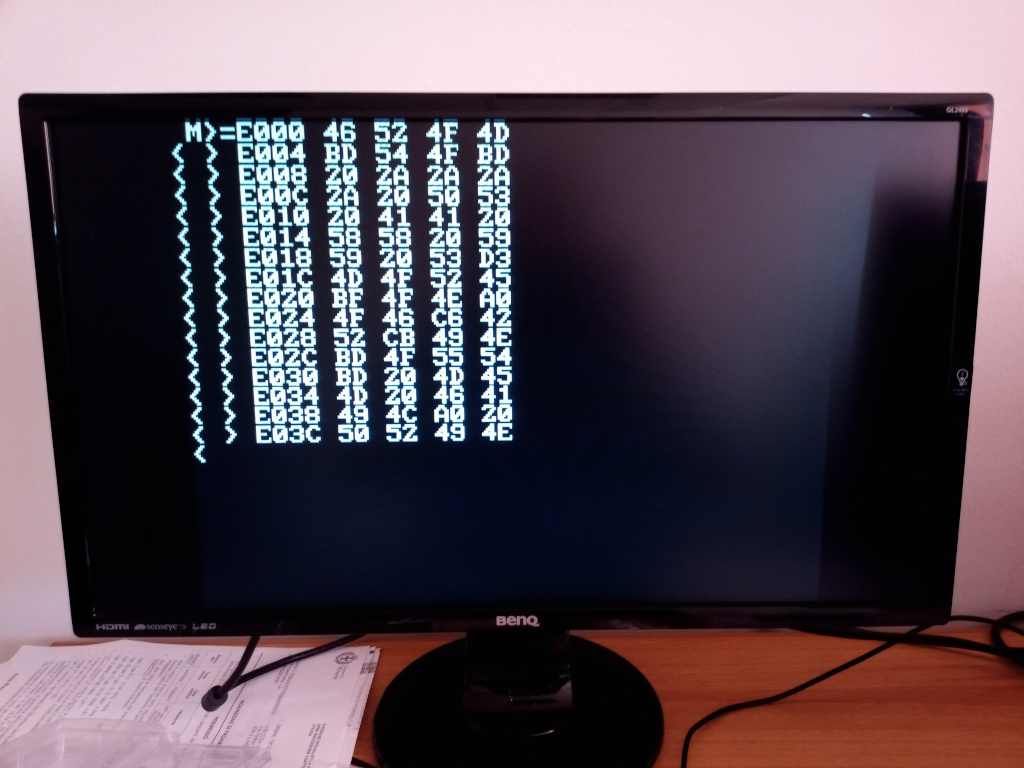 GL2460
M>=E000 46 52 4F 4D
< > E004 BD 54 4F BD
< > E008 20 2A 2A 2A
< > E00C 2A 20 50 53
< > E010 20 41 41 20
< > E014 58 58 20 59
< > E018 59 20 53 D3
< > E01C 4D 4F 52 45
< > E020 BF 4F 4E A0
< > E024 4F 46 C6 42
< > E028 52 CB 49 4E
< > E02C BD 4F 55 54
< > E030 BD 20 4D 45
< > E034 4D 20 46 41
< > E038 49 4C A0 20
< > E03C 50 52 49 4E
<
HDMI senseye LED
BenQ